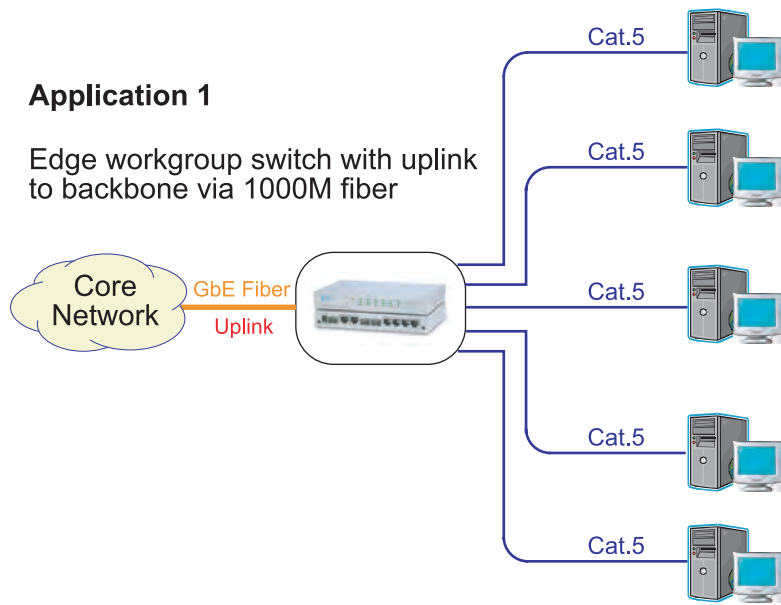 Application 1
Edge workgroup switch with uplink
to backbone via 1000M fiber
Core
Network
GbE Fiber
Uplink
Cat.5
Cat.5
Cat.5
Cat.5
Cat.5